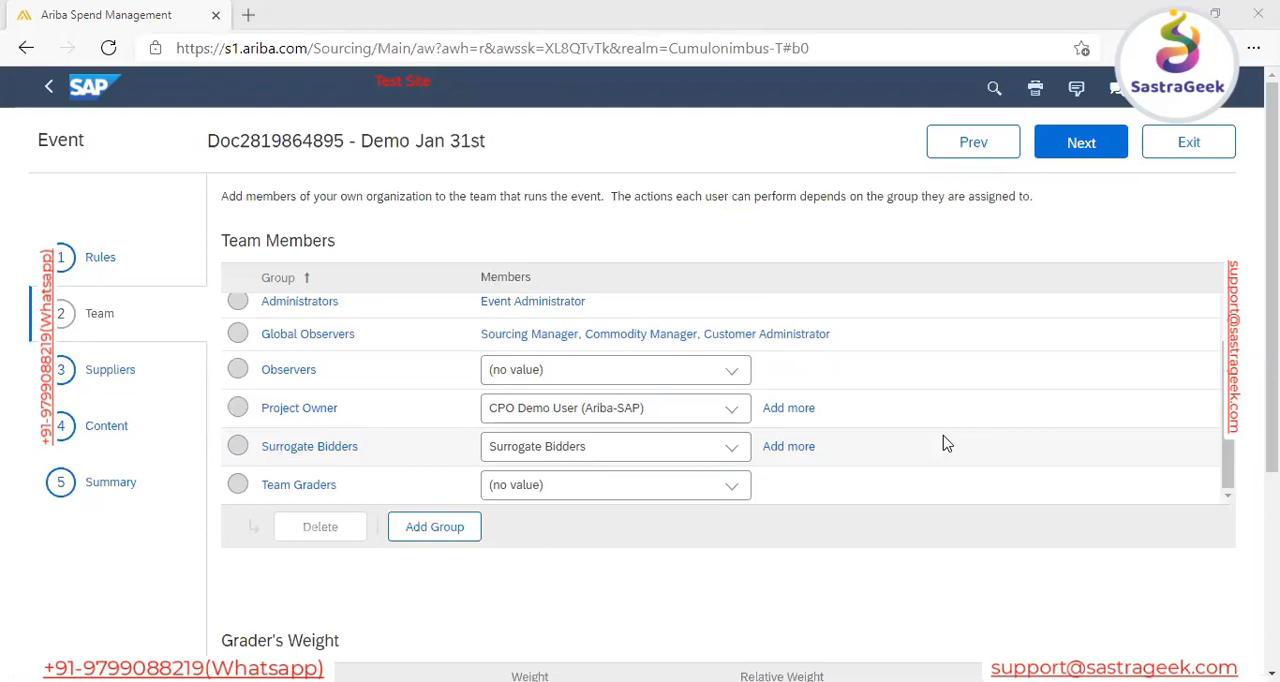 Ariba Spend Management
https://s1.ariba.com/Sourcing/Main/aw?awh=r&awssk=XL8QTvTk&realm=Cumulonimbus-T#b0
SastraGeek
SAP
Test Site
Event
Doc2819864895 - Demo Jan 31st
Prev
Next
Exit
Add members of your own organization to the team that runs the event. The actions each user can perform depends on the group they are assigned to.
1 Rules
2 Team
3 Suppliers
4 Content
5 Summary
Team Members
Group ↑ Members
Administrators Event Administrator
Global Observers Sourcing Manager, Commodity Manager, Customer Administrator
Observers (no value)
Project Owner CPO Demo User (Ariba-SAP) Add more
Surrogate Bidders Surrogate Bidders Add more
Team Graders (no value)
Delete Add Group
Grader's Weight
Weight Relative Weight
+91-9799088219(Whatsapp)
support@sastrageek.com
+91-9799088219(Whatsapp)
support@sastrageek.com